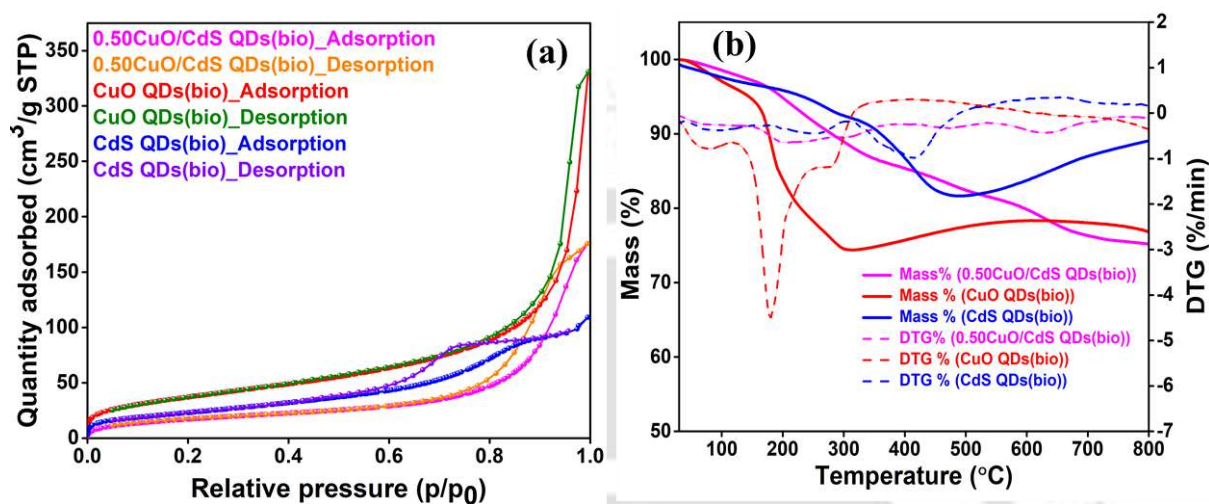 (a)
0.50CuO/CdS QDs(bio)_Adsorption
0.50CuO/CdS QDs(bio)_Desorption
CuO QDs(bio)_Adsorption
CuO QDs(bio)_Desorption
CdS QDs(bio)_Adsorption
CdS QDs(bio)_Desorption
Quantity adsorbed (cm³/g STP)
350
300
250
200
150
100
50
0
0.0 0.2 0.4 0.6 0.8 1.0
Relative pressure (p/p₀)
(b)
Mass (%)
100
90
80
70
60
50
Mass% (0.50CuO/CdS QDs(bio))
Mass % (CuO QDs(bio))
Mass % (CdS QDs(bio))
DTG% (0.50CuO/CdS QDs(bio))
DTG % (CuO QDs(bio))
DTG % (CdS QDs(bio))
100 200 300 400 500 600 700 800
Temperature (°C)
2
1
0
-1
-2
-3
-4
-5
-6
-7
DTG (%/min)